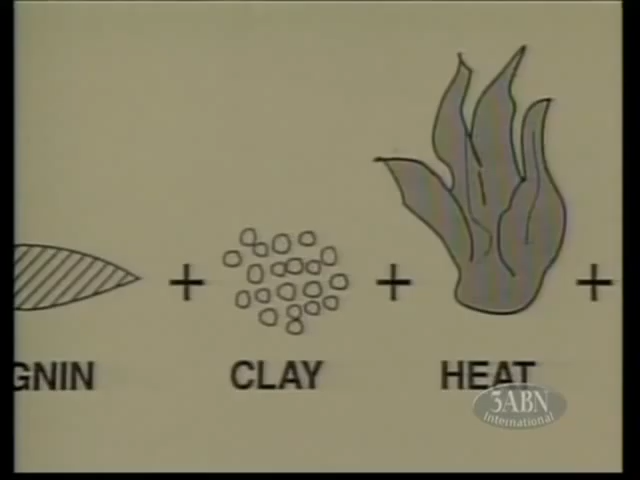 + + +
GNIN CLAY HEAT
3ABN
International